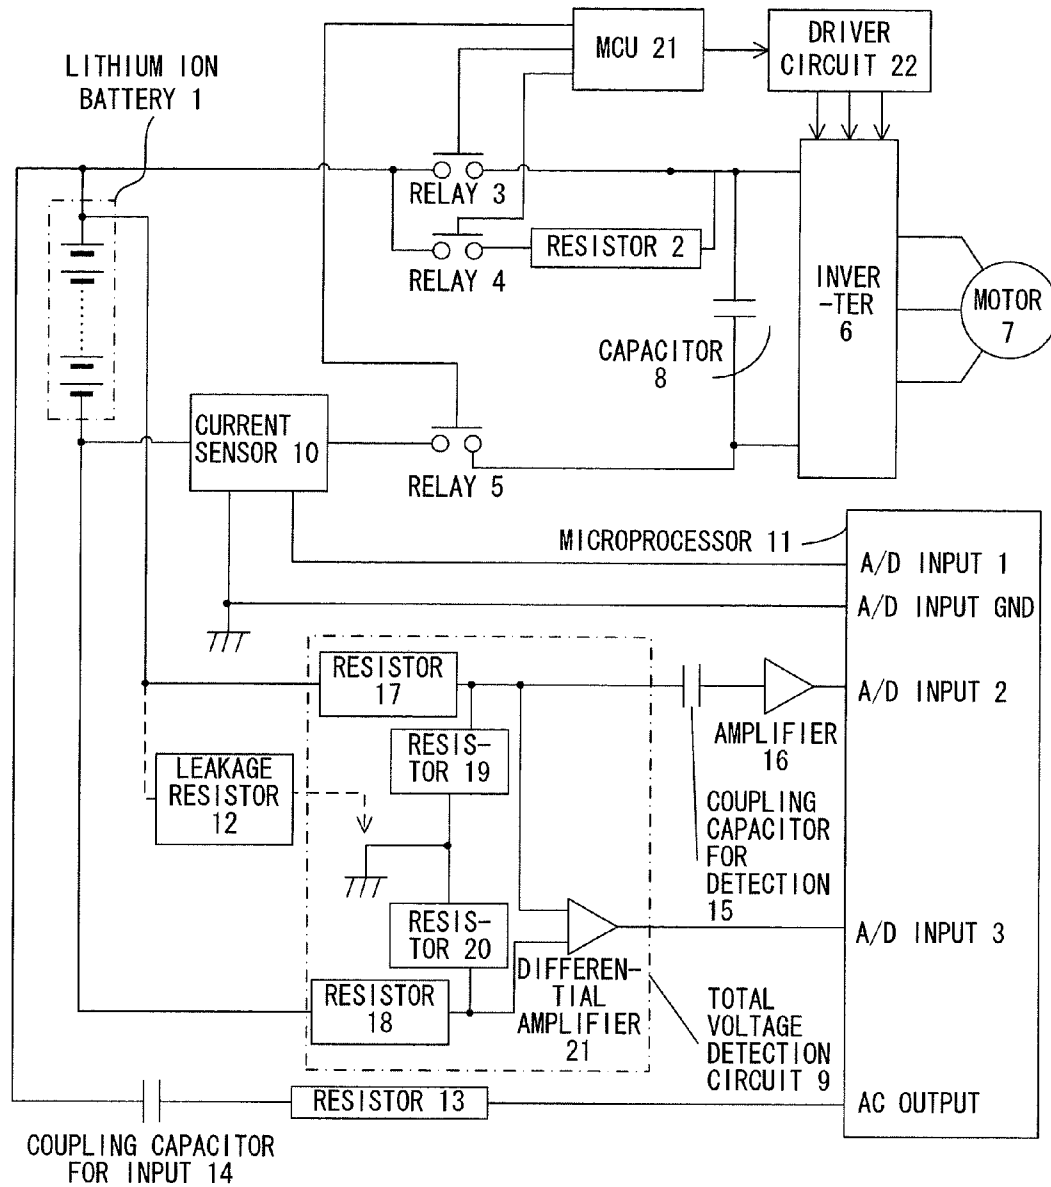 MCU 21
DRIVER
CIRCUIT 22
LITHIUM ION
BATTERY 1
RELAY 3
RESISTOR 2
RELAY 4
INVER
-TER
6
MOTOR
7
CAPACITOR
8
CURRENT
SENSOR 10
RELAY 5
MICROPROCESSOR 11
A/D INPUT 1
A/D INPUT GND
RESISTOR
17
A/D INPUT 2
AMPLIFIER
16
RESIS-
TOR 19
LEAKAGE
RESISTOR
12
COUPLING
CAPACITOR
FOR
DETECTION
15
RESIS-
TOR 20
A/D INPUT 3
DIFFEREN-
TIAL
AMPLIFIER
21
RESISTOR
18
TOTAL
VOLTAGE
DETECTION
CIRCUIT 9
RESISTOR 13
AC OUTPUT
COUPLING CAPACITOR
FOR INPUT 14